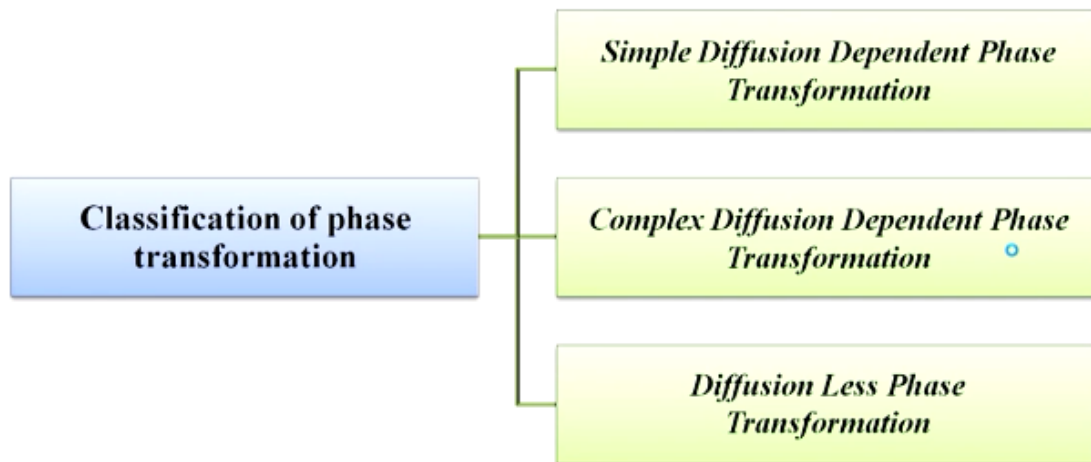 Simple Diffusion Dependent Phase
Transformation
Classification of phase
transformation
Complex Diffusion Dependent Phase
Transformation
Diffusion Less Phase
Transformation